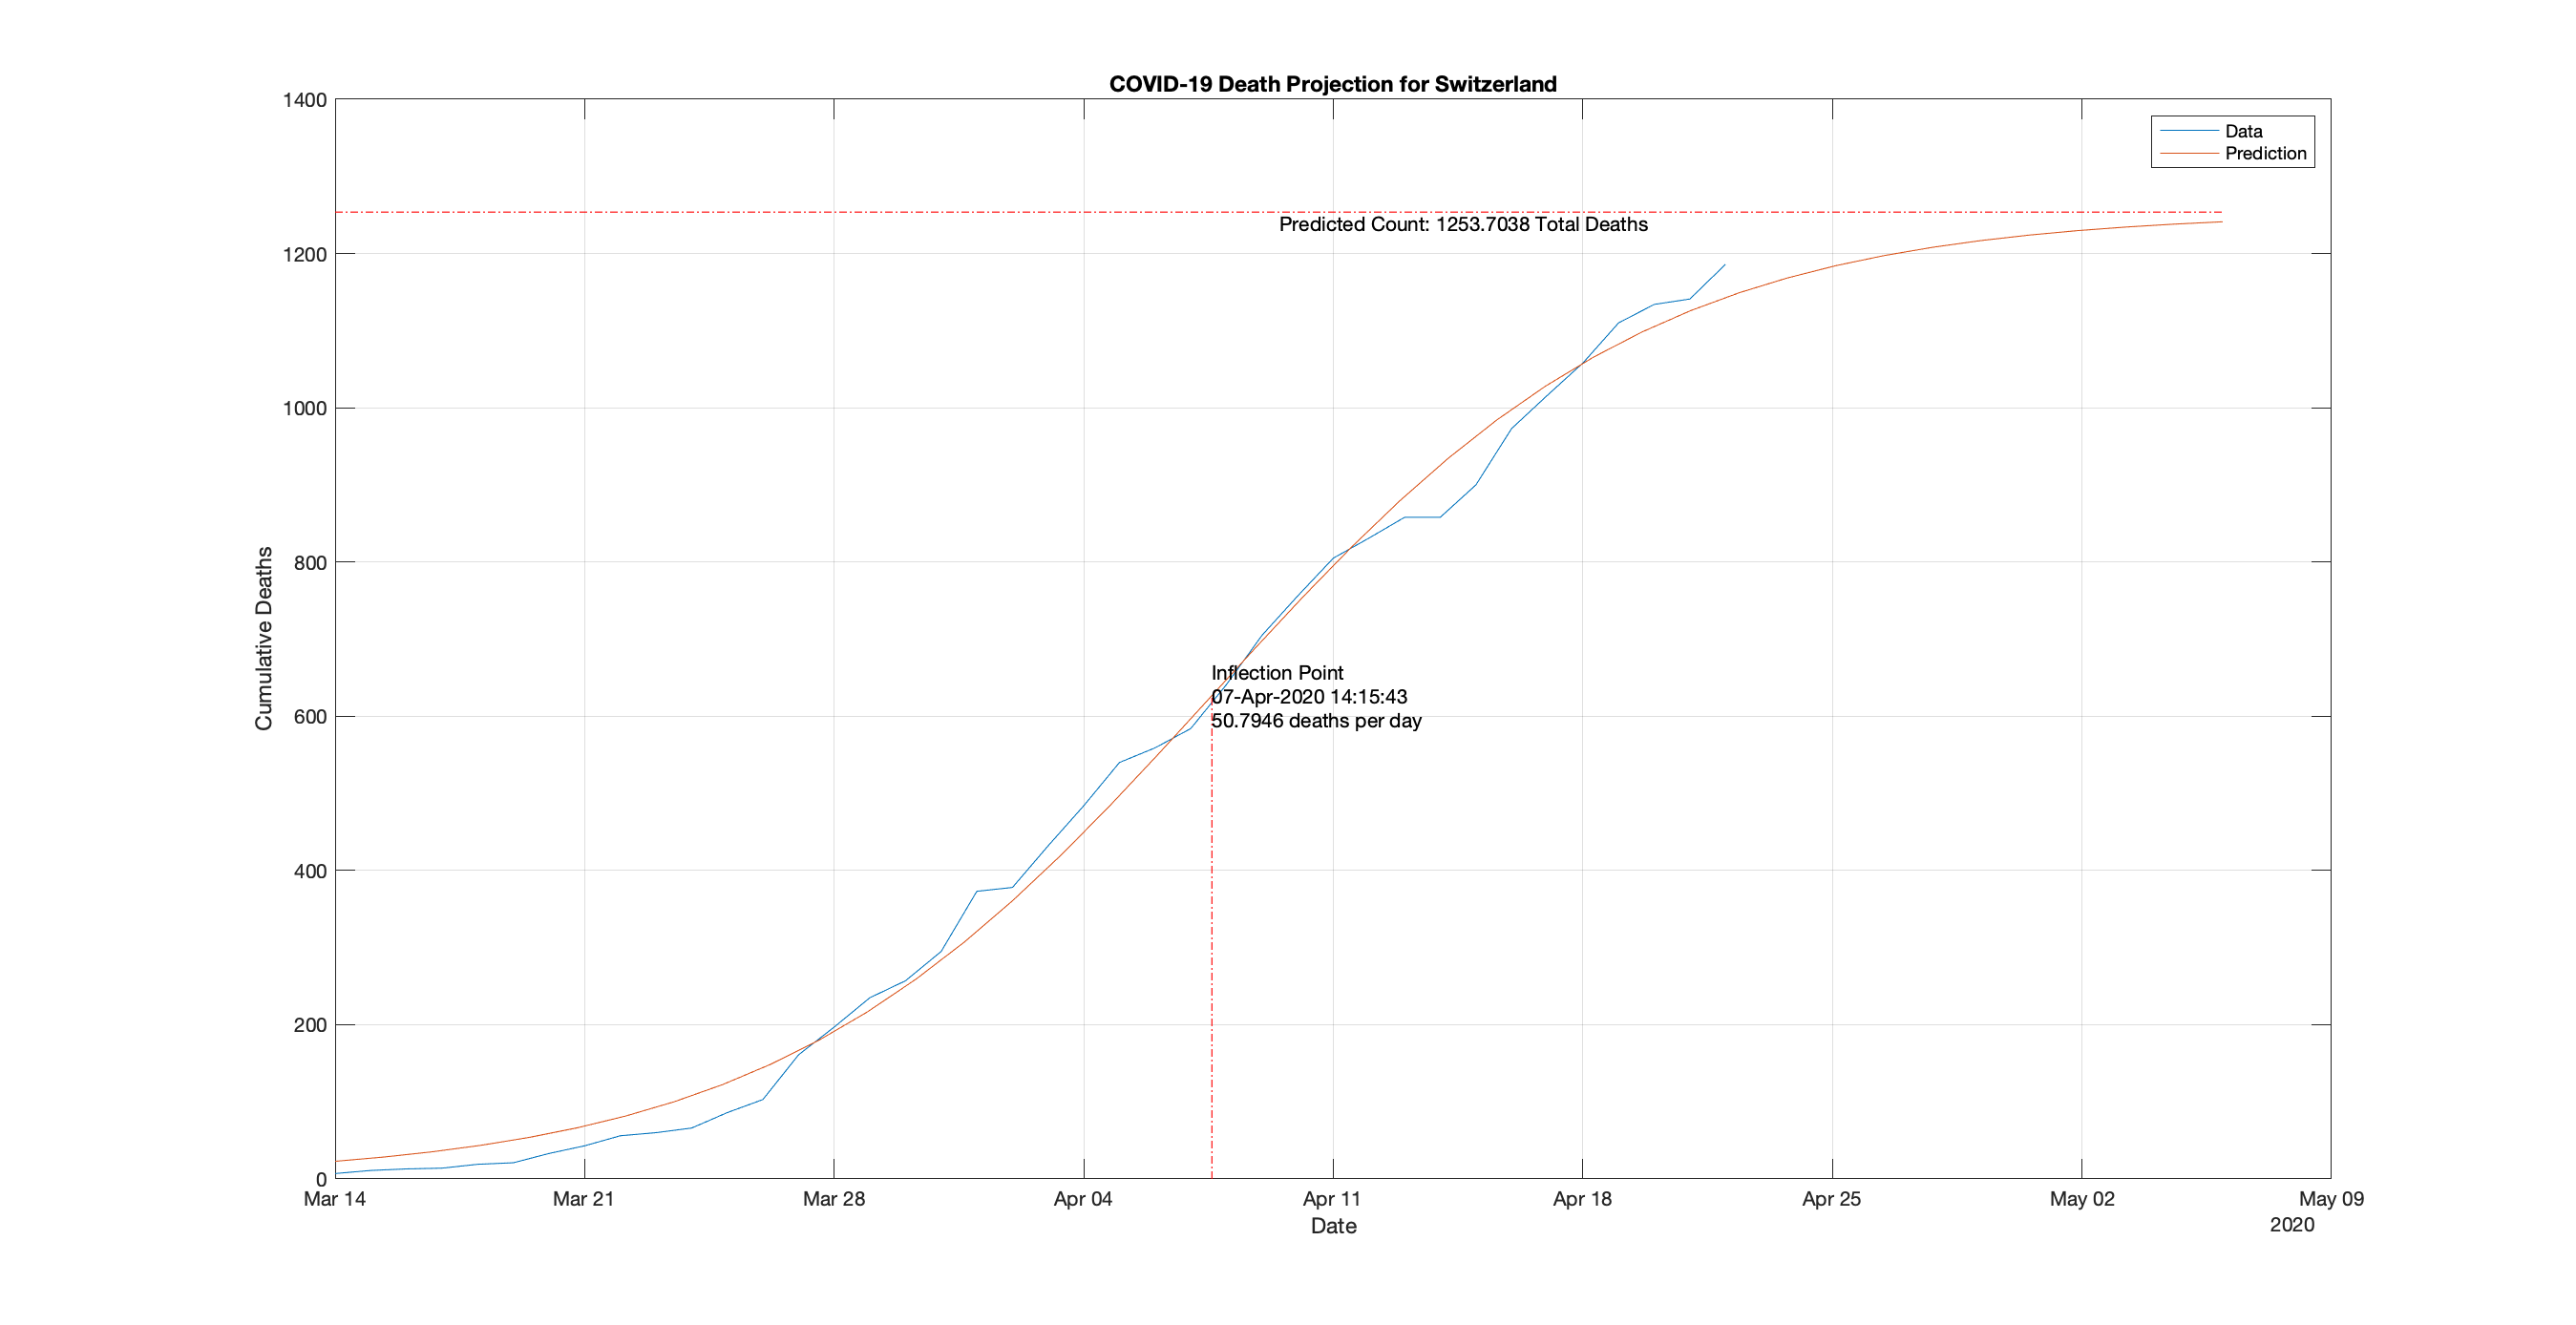 COVID-19 Death Projection for Switzerland
1400
1200
1000
800
600
400
200
0
Cumulative Deaths
Data
Prediction
Predicted Count: 1253.7038 Total Deaths
Inflection Point
07-Apr-2020 14:15:43
50.7946 deaths per day
Mar 14 Mar 21 Mar 28 Apr 04 Apr 11 Apr 18 Apr 25 May 02 May 09
Date
2020